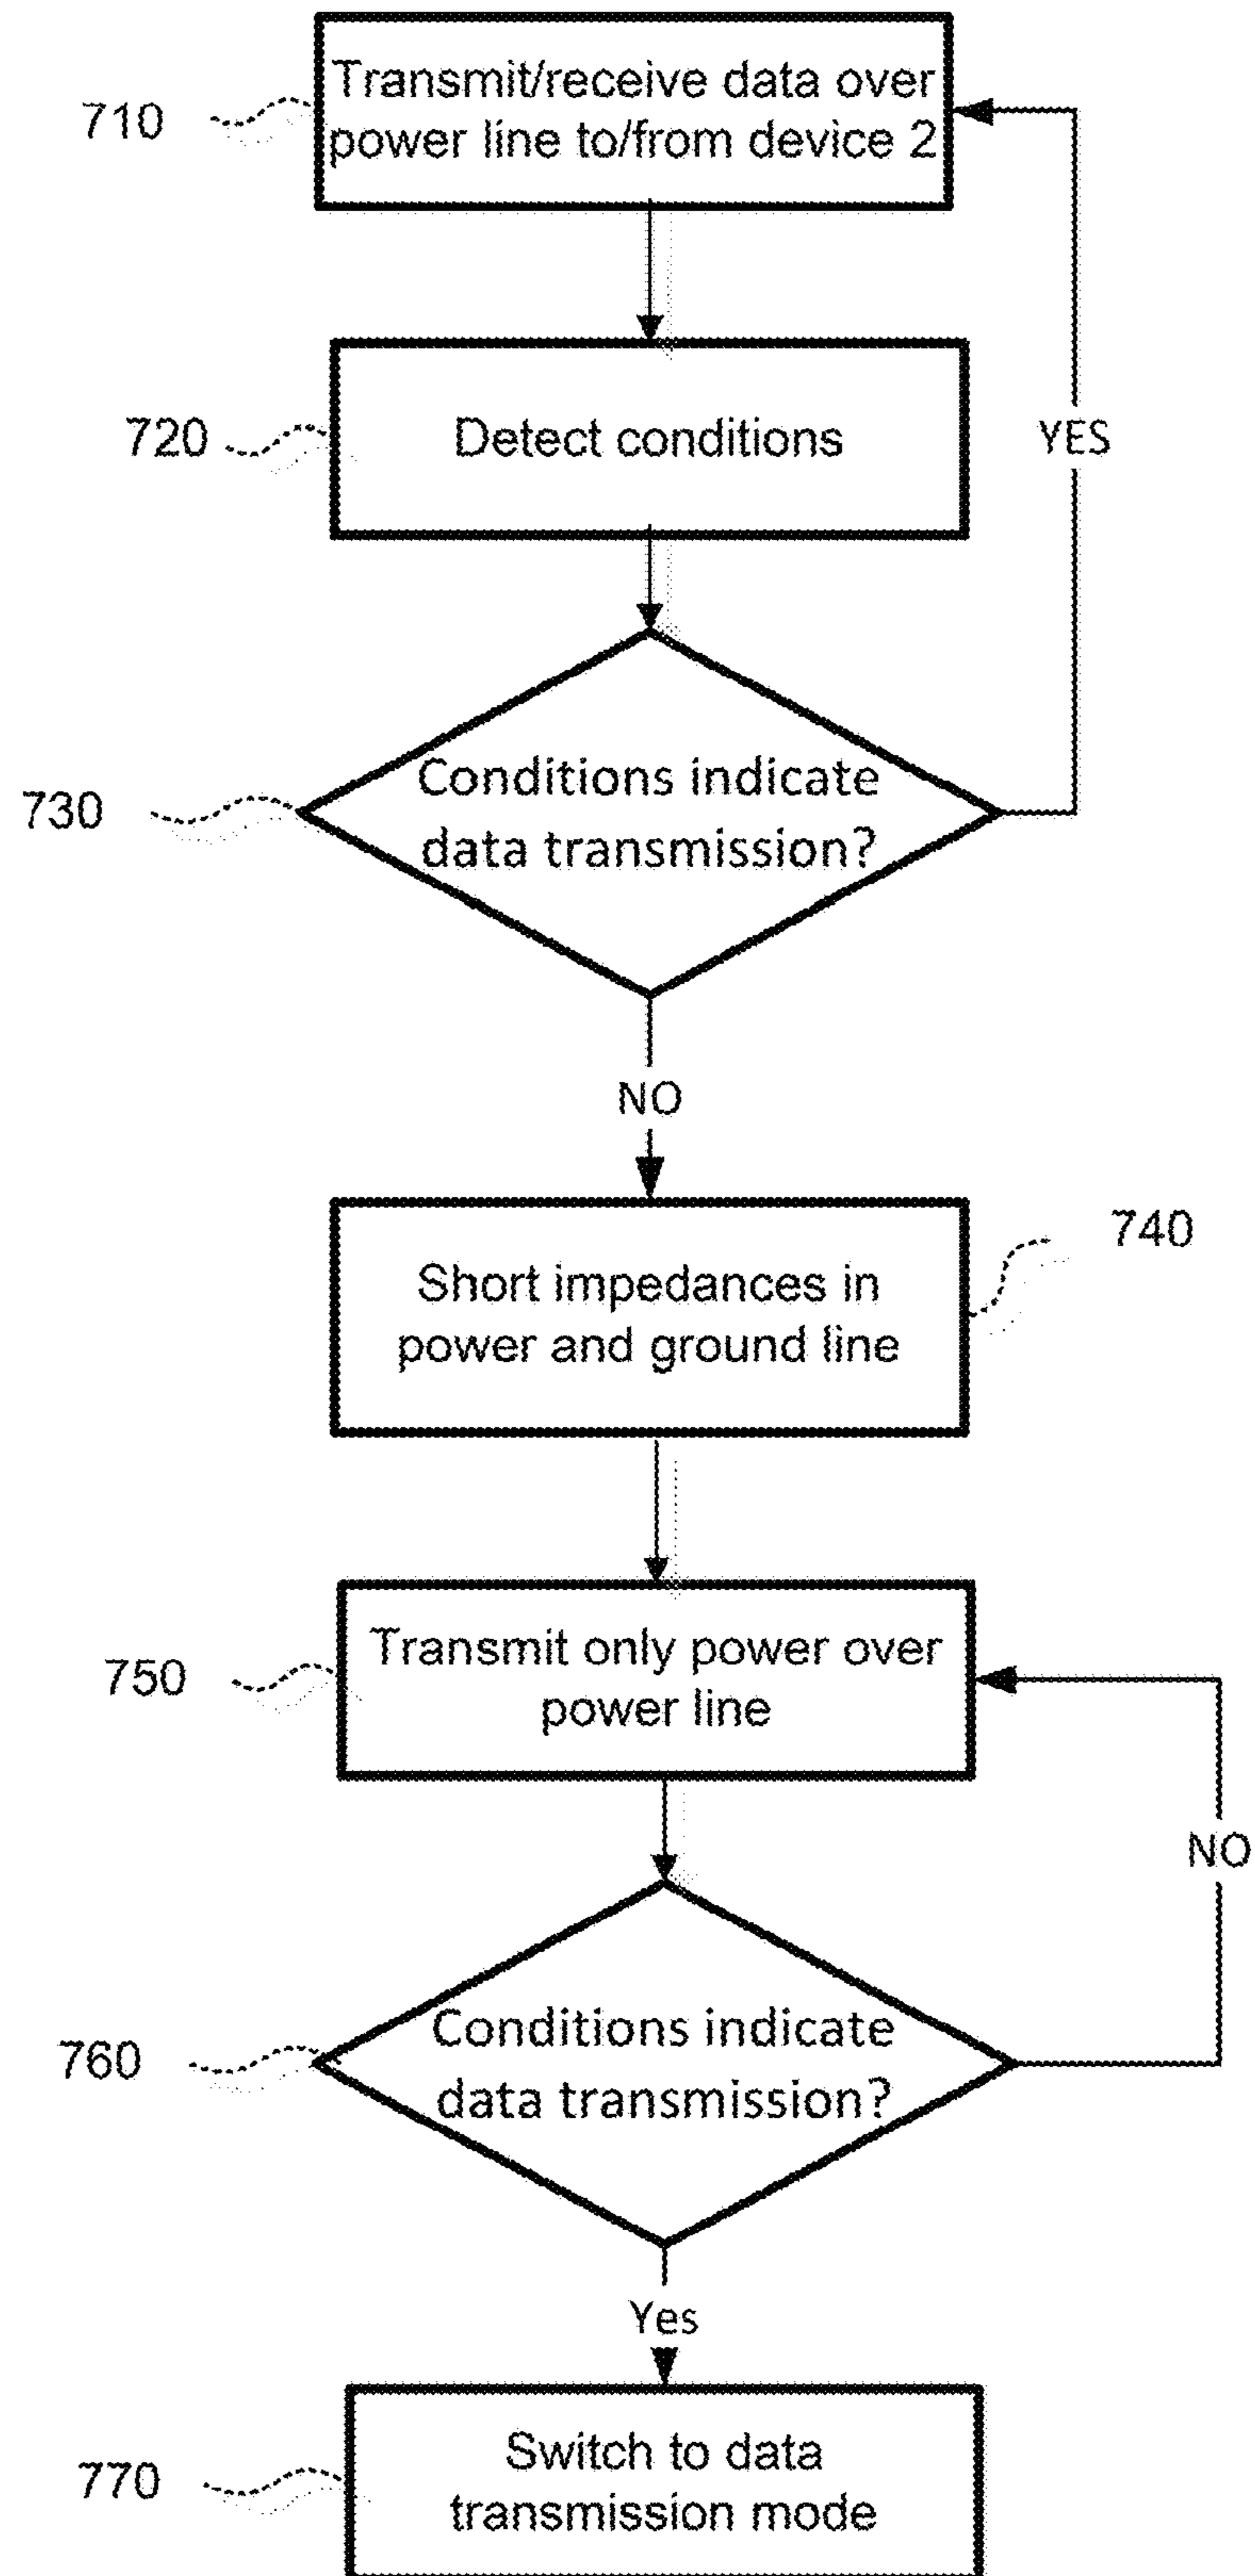 710
Transmit/receive data over
power line to/from device 2
720
Detect conditions
YES
730
Conditions indicate
data transmission?
NO
740
Short impedances in
power and ground line
750
Transmit only power over
power line
NO
760
Conditions indicate
data transmission?
Yes
770
Switch to data
transmission mode